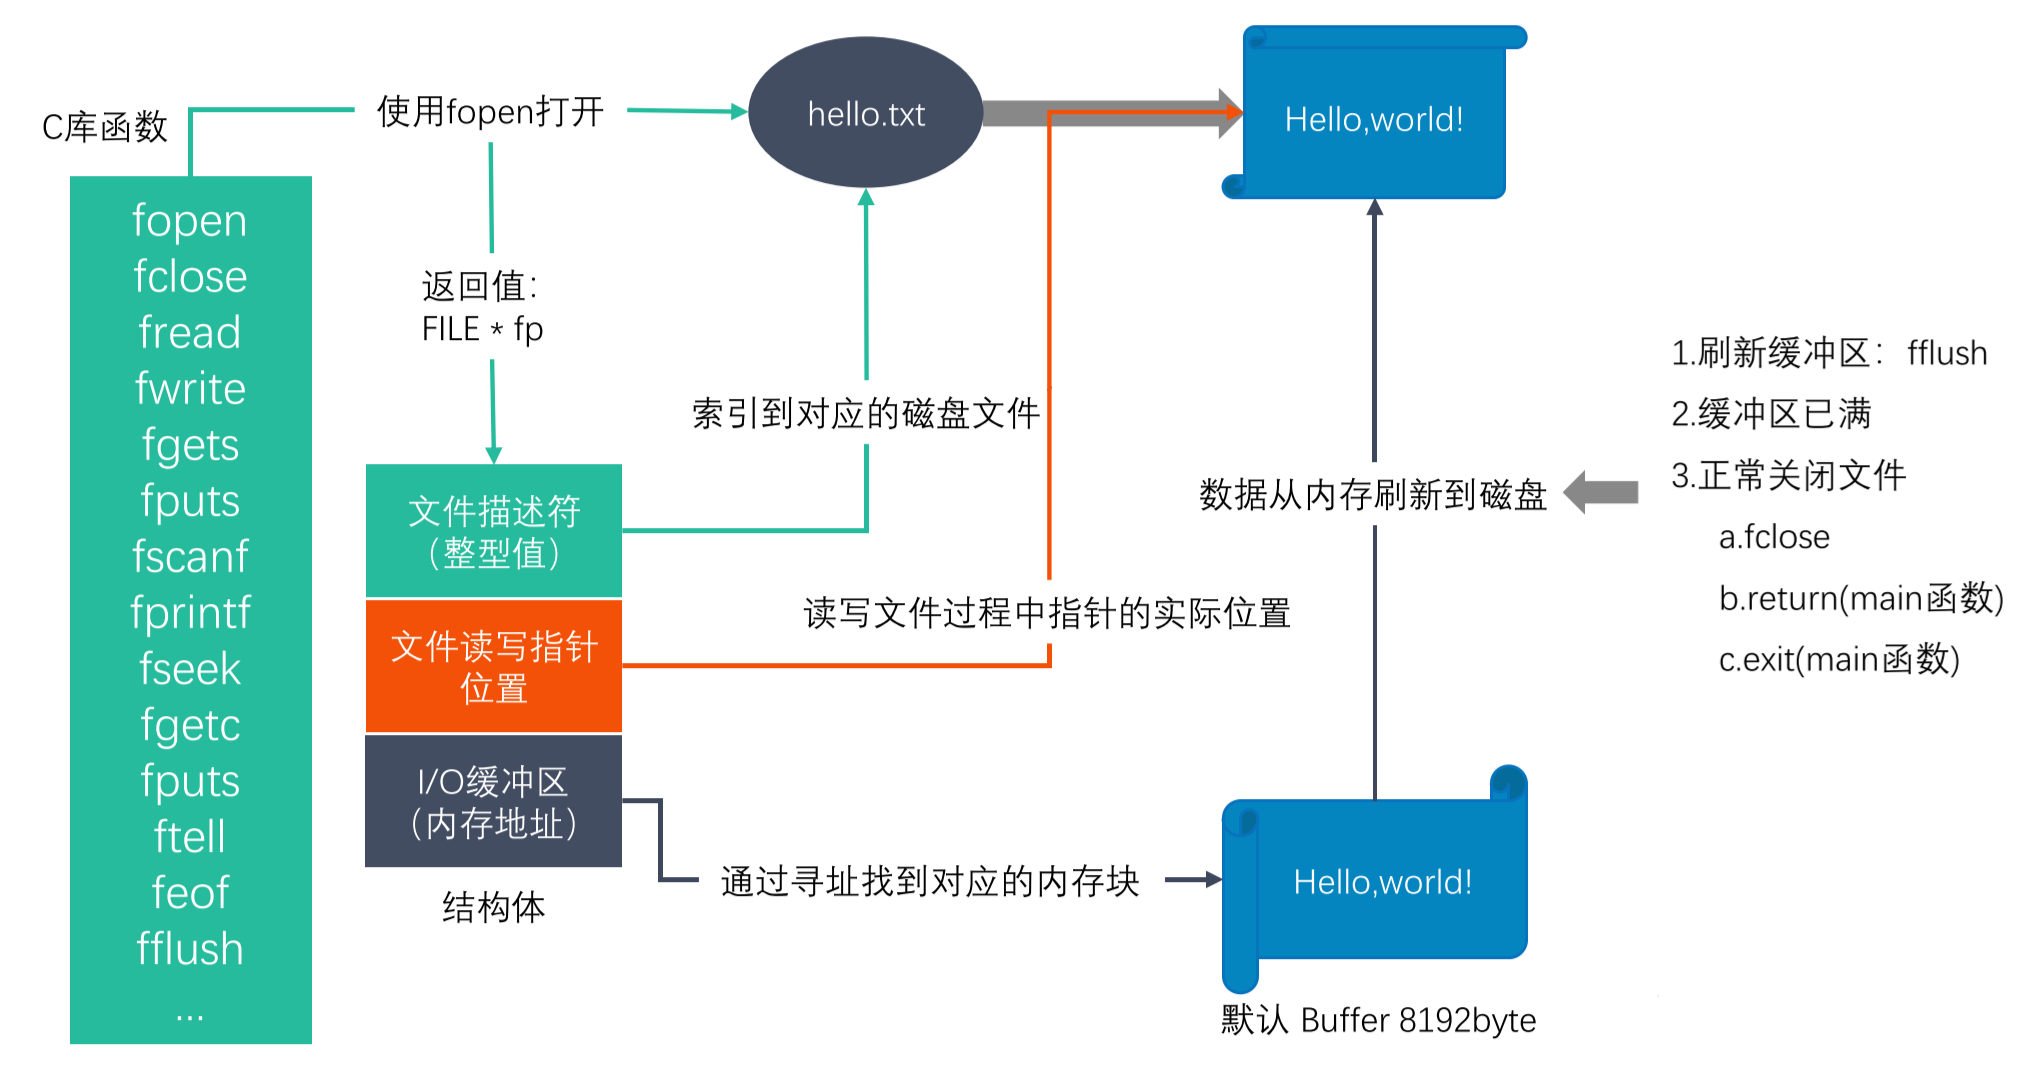 C库函数
fopen
fclose
fread
fwrite
fgets
fputs
fscanf
fprintf
fseek
fgetc
fputs
ftell
feof
fflush
...
使用fopen打开
hello.txt
Hello,world!
返回值：
FILE * fp
索引到对应的磁盘文件
文件描述符
（整型值）
文件读写指针
位置
I/O缓冲区
（内存地址）
结构体
读写文件过程中指针的实际位置
通过寻址找到对应的内存块
数据从内存刷新到磁盘
1.刷新缓冲区：fflush
2.缓冲区已满
3.正常关闭文件
a.fclose
b.return(main函数)
c.exit(main函数)
Hello,world!
默认 Buffer 8192byte